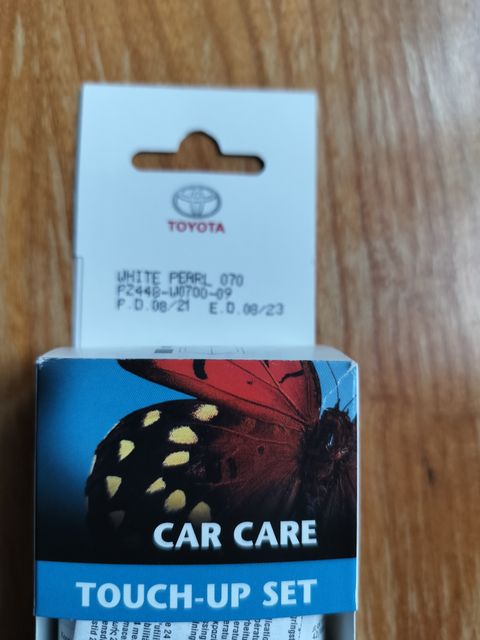 TOYOTA
WHITE PEARL 070
PZ448-W0700-09
P.D.08/21 E.D.08/23
CAR CARE
TOUCH-UP SET